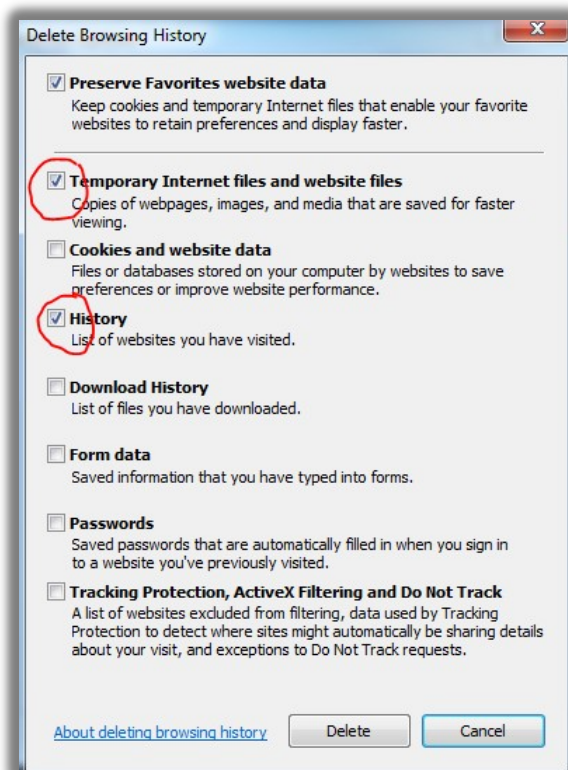 Delete Browsing History
Preserve Favorites website data
Keep cookies and temporary Internet files that enable your favorite
websites to retain preferences and display faster.
Temporary Internet files and website files
Copies of webpages, images, and media that are saved for faster
viewing.
Cookies and website data
Files or databases stored on your computer by websites to save
preferences or improve website performance.
History
List of websites you have visited.
Download History
List of files you have downloaded.
Form data
Saved information that you have typed into forms.
Passwords
Saved passwords that are automatically filled in when you sign in
to a website you've previously visited.
Tracking Protection, ActiveX Filtering and Do Not Track
A list of websites excluded from filtering, data used by Tracking
Protection to detect where sites might automatically be sharing details
about your visit, and exceptions to Do Not Track requests.
About deleting browsing history Delete Cancel